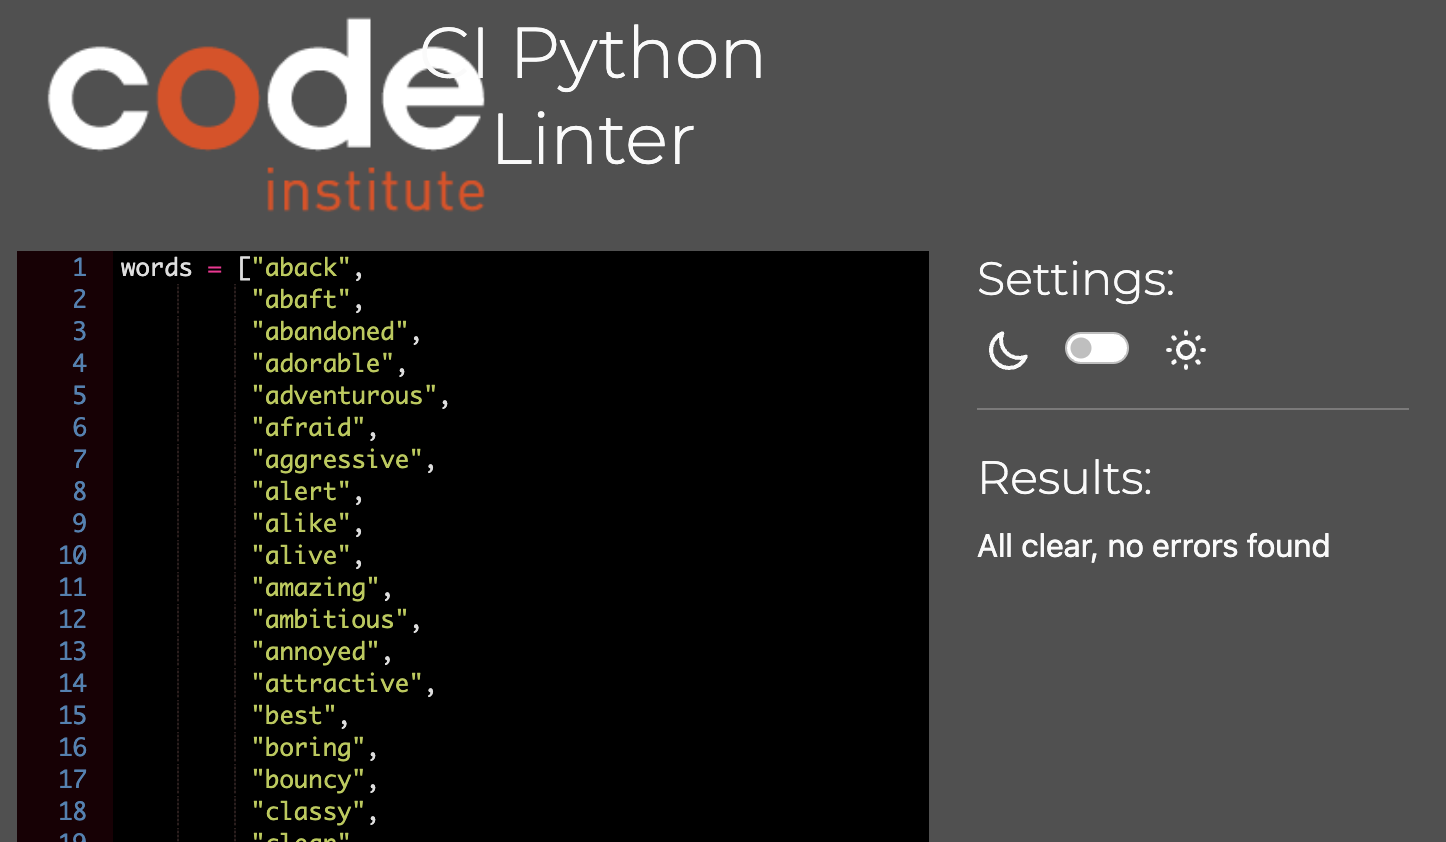 code
institute
CI Python
Linter
1 words = ["aback",
2 "abaft",
3 "abandoned",
4 "adorable",
5 "adventurous",
6 "afraid",
7 "aggressive",
8 "alert",
9 "alike",
10 "alive",
11 "amazing",
12 "ambitious",
13 "annoyed",
14 "attractive",
15 "best",
16 "boring",
17 "bouncy",
18 "classy",
Settings:
Results:
All clear, no errors found